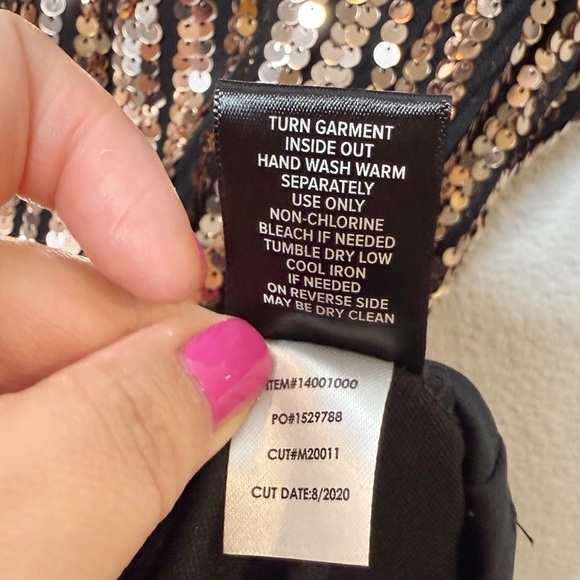 TURN GARMENT
INSIDE OUT
HAND WASH WARM
SEPARATELY
USE ONLY
NON-CHLORINE
BLEACH IF NEEDED
TUMBLE DRY LOW
COOL IRON
IF NEEDED
ON REVERSE SIDE
MAY BE DRY CLEAN
ITEM#14001000
PO#1529788
CUT#M20011
CUT DATE:8/2020